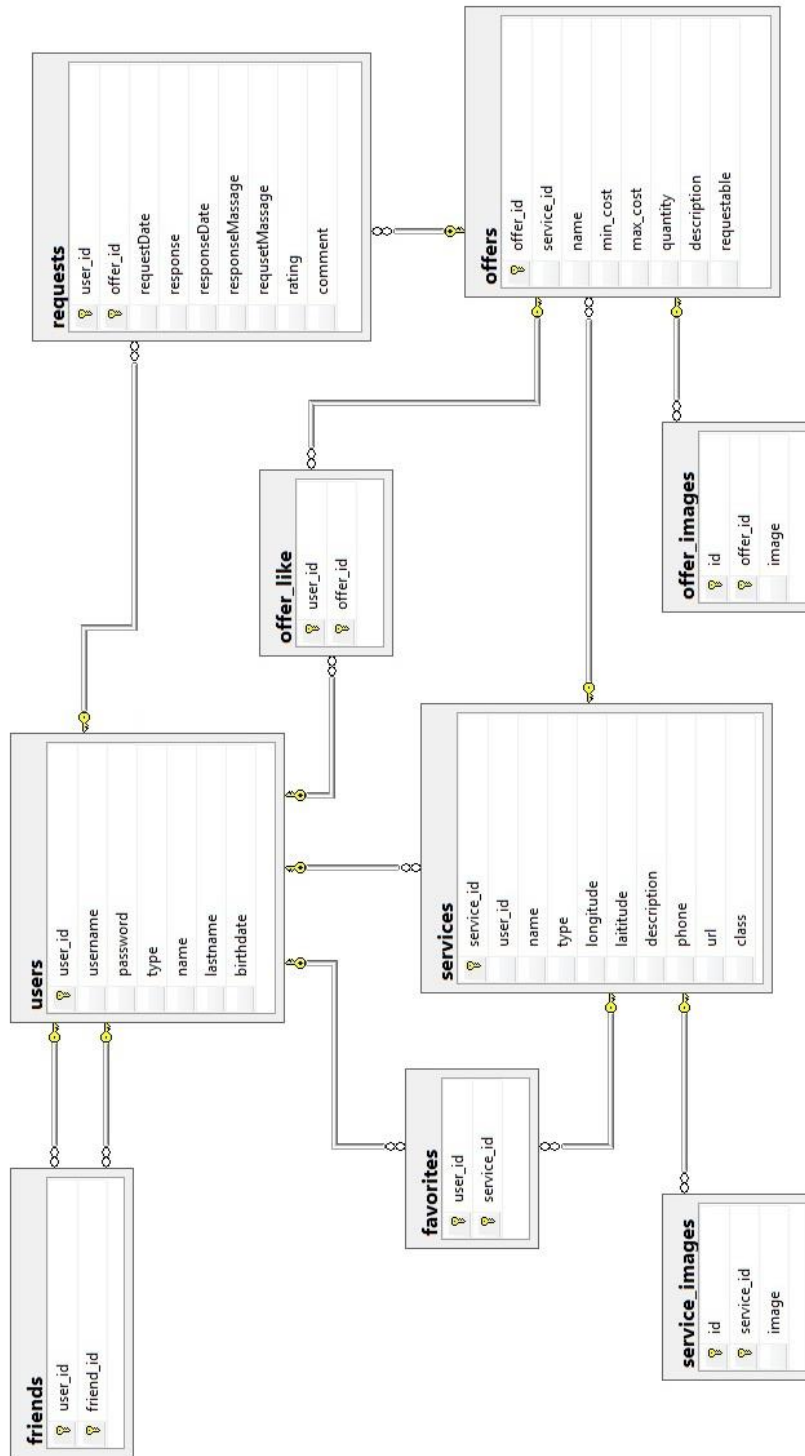 friends
user_id
friend_id
users
user_id
username
password
type
name
lastname
birthdate
requests
user_id
offer_id
requestDate
response
responseDate
responseMassage
requsetMassage
rating
comment
favorites
user_id
service_id
offer_like
user_id
offer_id
services
service_id
user_id
name
type
longitude
laititude
description
phone
url
class
offers
offer_id
service_id
name
min_cost
max_cost
quantity
description
requestable
service_images
id
service_id
image
offer_images
id
offer_id
image